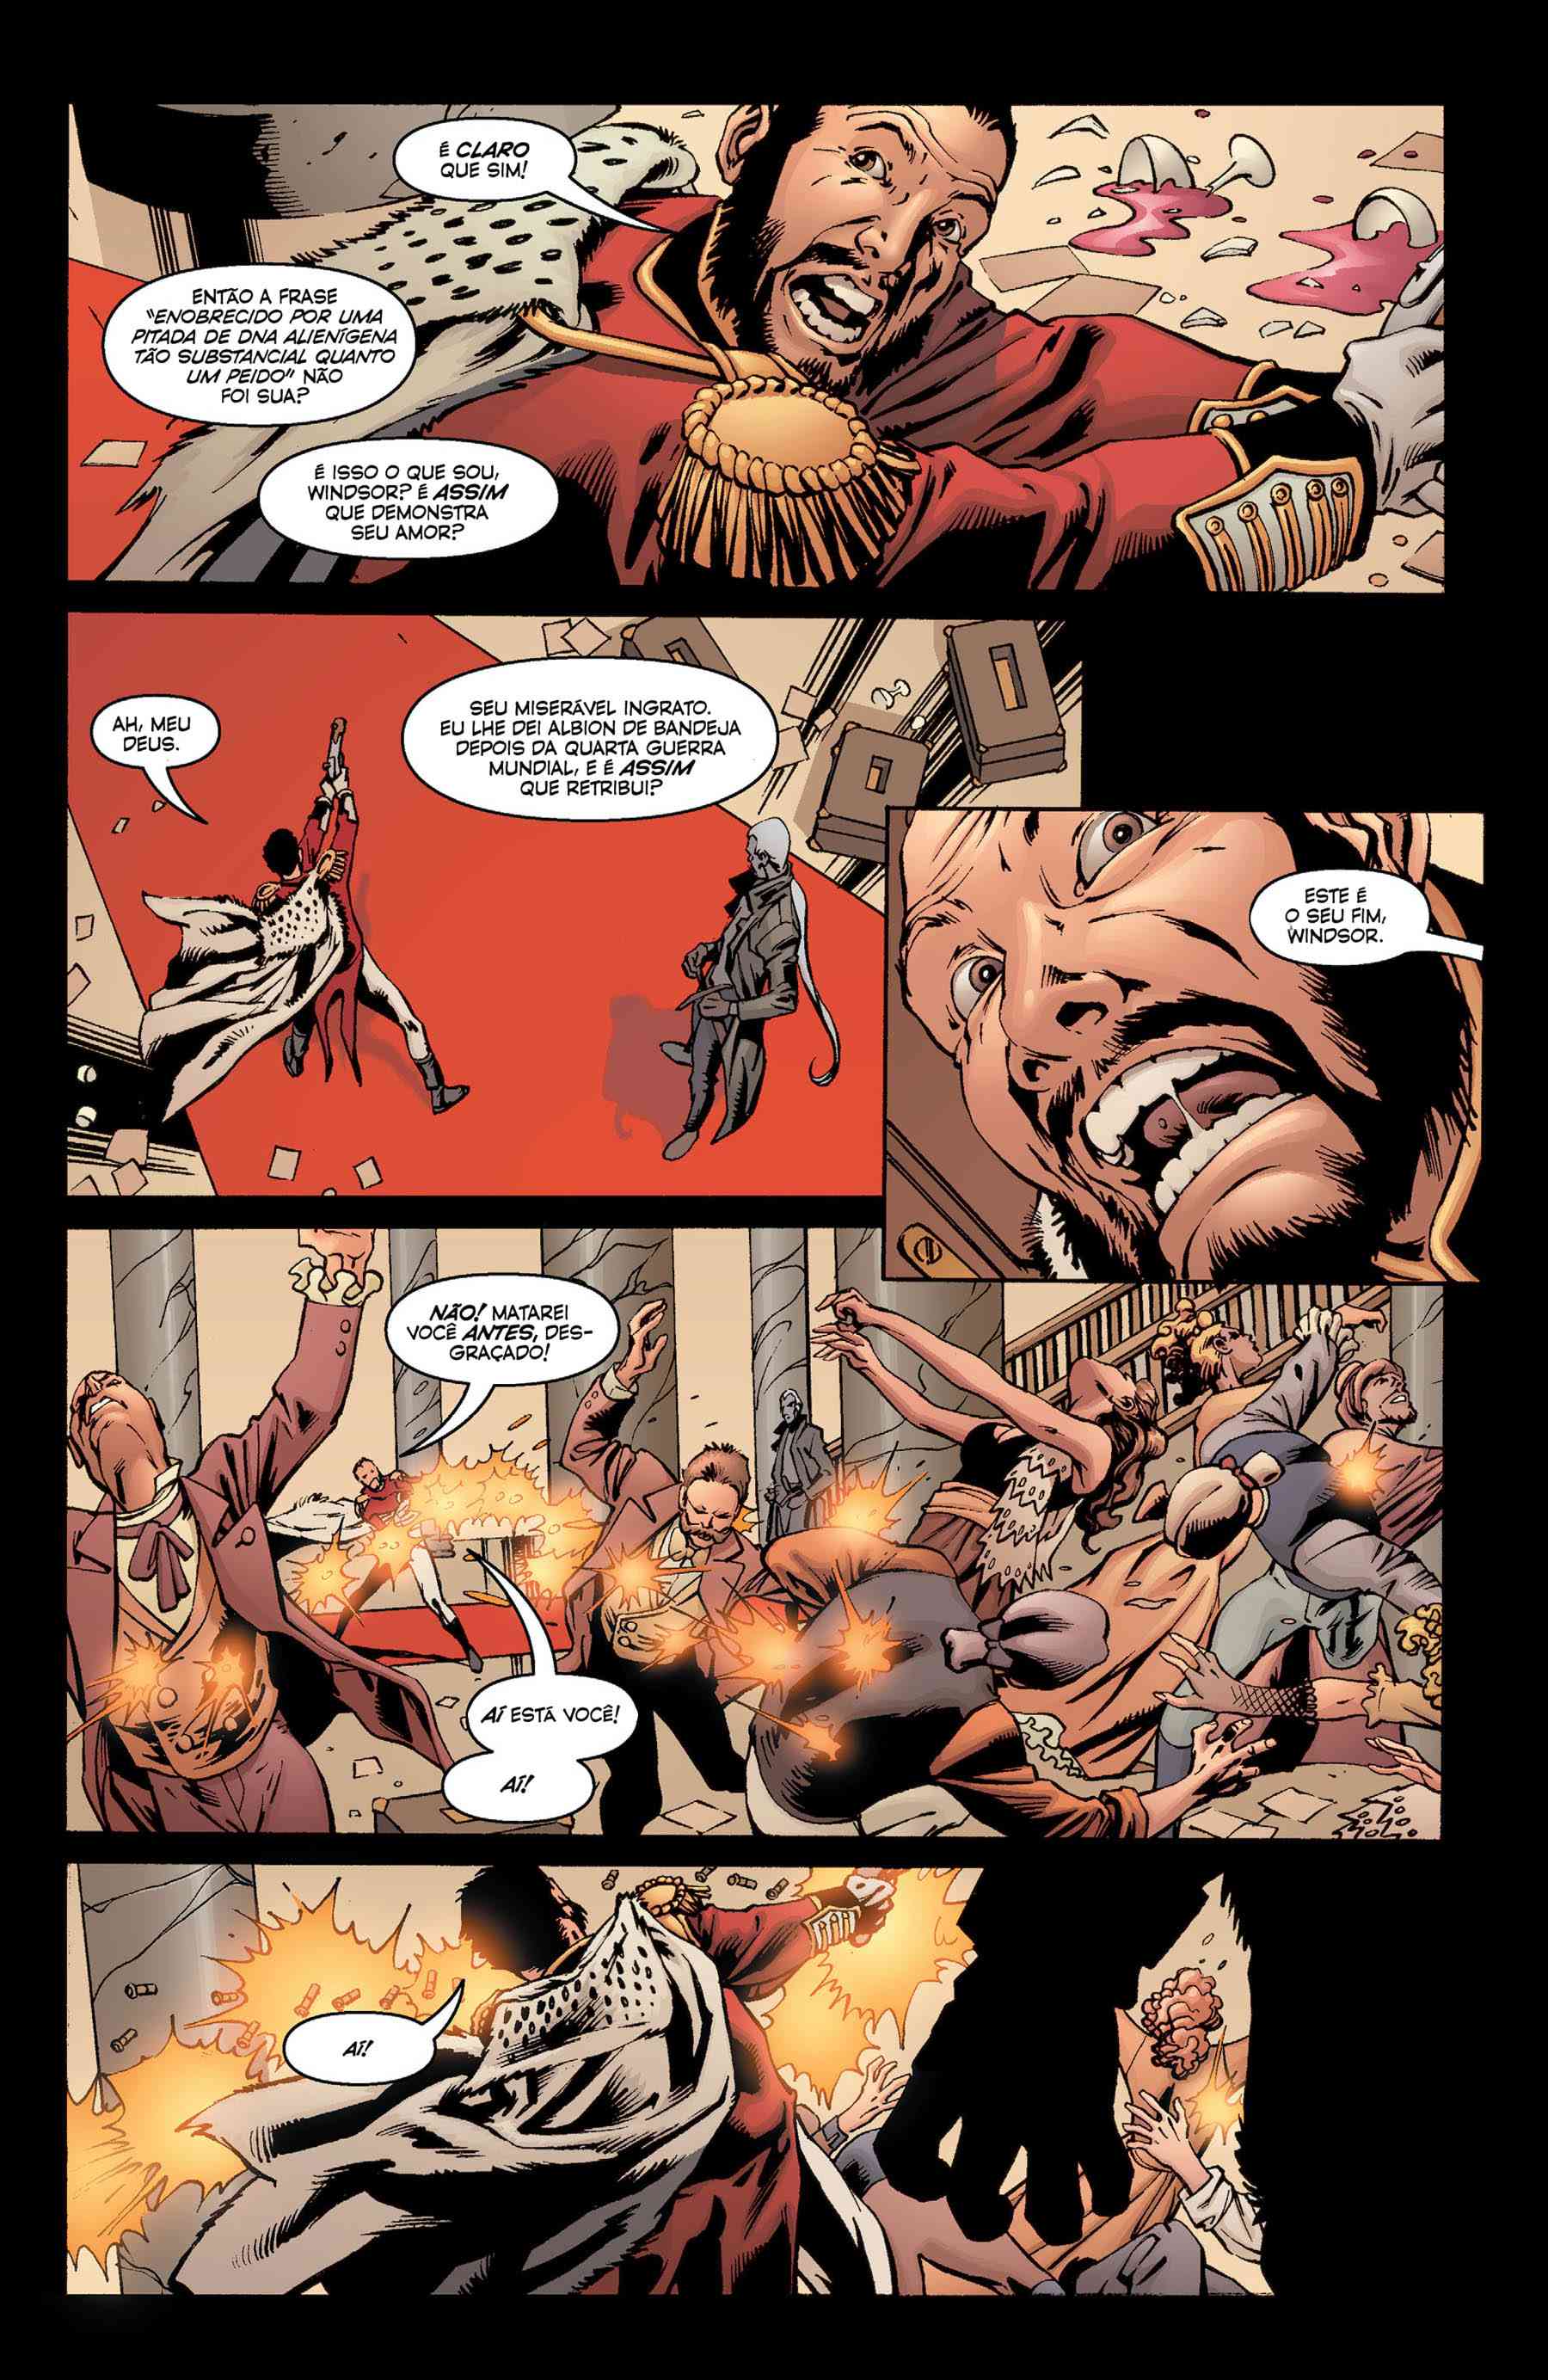 É CLARO
QUE SIM!
ENTÃO A FRASE
"ENOBRECIDO POR UMA
PITADA DE DNA ALIENÍGENA
TÃO SUBSTANCIAL QUANTO
UM PEIDO" NÃO
FOI SUA?
É ISSO O QUE SOU,
WINDSOR? É ASSIM
QUE DEMONSTRA
SEU AMOR?
AH, MEU
DEUS.
SEU MISERÁVEL INGRATO.
EU LHE DEI ALBION DE BANDEJA
DEPOIS DA QUARTA GUERRA
MUNDIAL, E É ASSIM
QUE RETRIBUI?
ESTE É
O SEU FIM,
WINDSOR.
NÃO! MATAREI
VOCÊ ANTES, DES-
GRAÇADO!
AÍ ESTÁ VOCÊ!
AÍ!
AÍ!